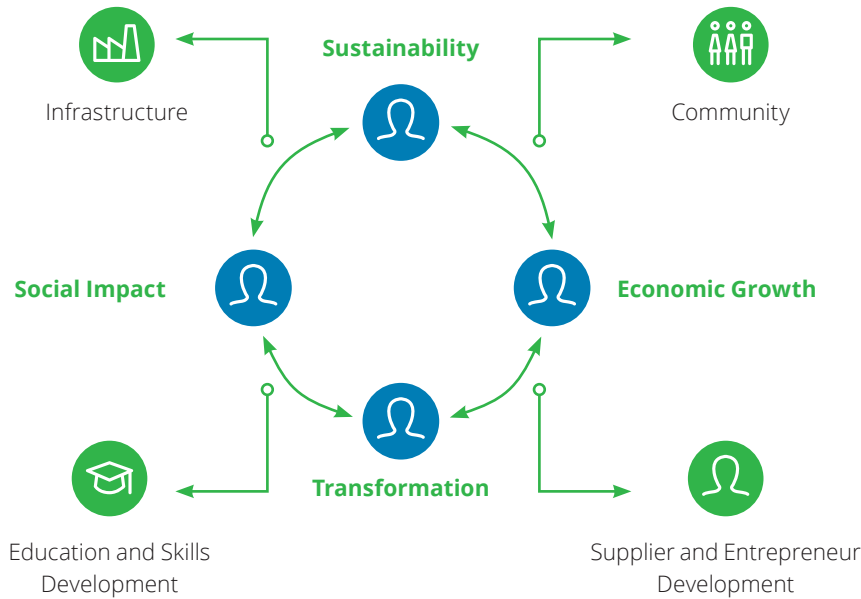 Sustainability
Infrastructure
Community
Social Impact
Economic Growth
Transformation
Education and Skills
Development
Supplier and Entrepreneur
Development